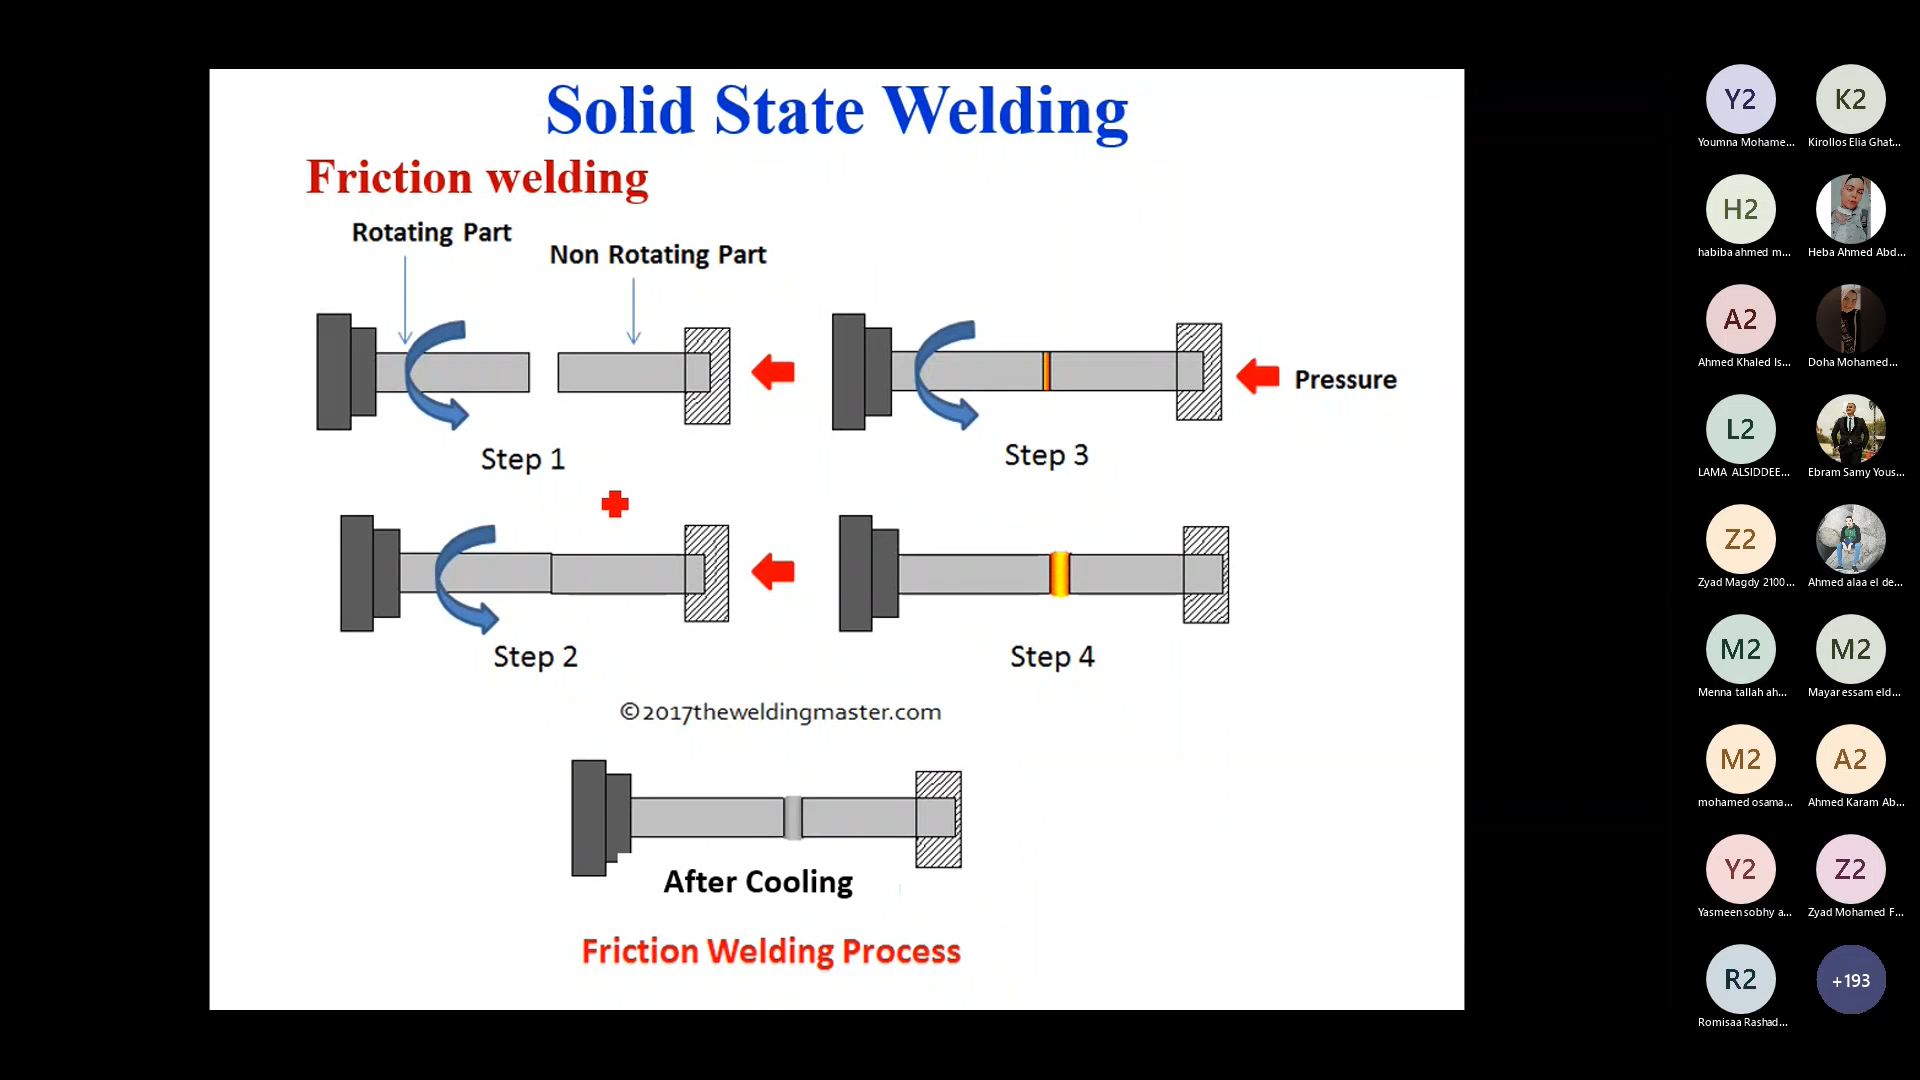 Solid State Welding
Friction welding
Rotating Part
Non Rotating Part
Pressure
Step 1
Step 3
Step 2
Step 4
©2017theweldingmaster.com
After Cooling
Friction Welding Process
Y2
K2
Youmna Mohame...
Kirollos Elia Ghat...
H2
habiba ahmed m...
Heba Ahmed Abd...
A2
Ahmed Khaled Is...
Doha Mohamed...
L2
LAMA ALSIDDEE...
Ebram Samy Yous...
Z2
Zyad Magdy 2100...
Ahmed alaa el de...
M2
M2
Menna tallah ah...
Mayar essam eld...
M2
A2
mohamed osama...
Ahmed Karam Ab...
Y2
Z2
Yasmeen sobhy a...
Zyad Mohamed F...
R2
+193
Romisaa Rashad...